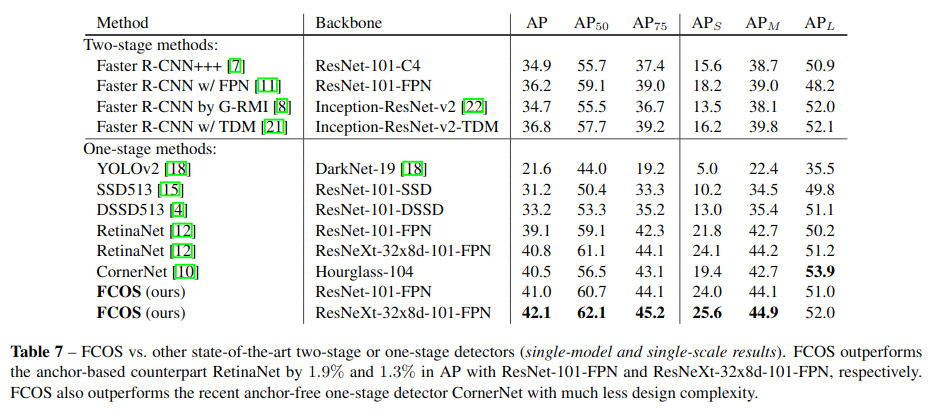 Method Backbone AP AP50 AP75 APS APM APL
Two-stage methods:
Faster R-CNN+++ [7] ResNet-101-C4 34.9 55.7 37.4 15.6 38.7 50.9
Faster R-CNN w/ FPN [11] ResNet-101-FPN 36.2 59.1 39.0 18.2 39.0 48.2
Faster R-CNN by G-RMI [8] Inception-ResNet-v2 [22] 34.7 55.5 36.7 13.5 38.1 52.0
Faster R-CNN w/ TDM [21] Inception-ResNet-v2-TDM 36.8 57.7 39.2 16.2 39.8 52.1
One-stage methods:
YOLOv2 [18] DarkNet-19 [18] 21.6 44.0 19.2 5.0 22.4 35.5
SSD513 [15] ResNet-101-SSD 31.2 50.4 33.3 10.2 34.5 49.8
DSSD513 [4] ResNet-101-DSSD 33.2 53.3 35.2 13.0 35.4 51.1
RetinaNet [12] ResNet-101-FPN 39.1 59.1 42.3 21.8 42.7 50.2
RetinaNet [12] ResNeXt-32x8d-101-FPN 40.8 61.1 44.1 24.1 44.2 51.2
CornerNet [10] Hourglass-104 40.5 56.5 43.1 19.4 42.7 53.9
FCOS (ours) ResNet-101-FPN 41.0 60.7 44.1 24.0 44.1 51.0
FCOS (ours) ResNeXt-32x8d-101-FPN 42.1 62.1 45.2 25.6 44.9 52.0
Table 7 – FCOS vs. other state-of-the-art two-stage or one-stage detectors (single-model and single-scale results). FCOS outperforms
the anchor-based counterpart RetinaNet by 1.9% and 1.3% in AP with ResNet-101-FPN and ResNeXt-32x8d-101-FPN, respectively.
FCOS also outperforms the recent anchor-free one-stage detector CornerNet with much less design complexity.